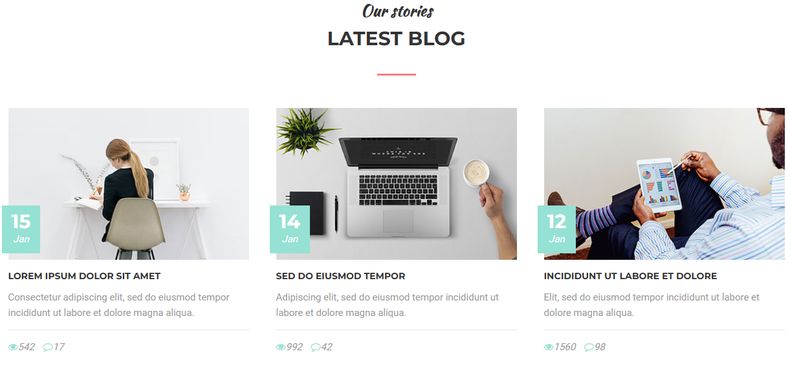 Our stories
LATEST BLOG
15
Jan
14
Jan
12
Jan
LOREM IPSUM DOLOR SIT AMET
Consectetur adipiscing elit, sed do eiusmod tempor
incididunt ut labore et dolore magna aliqua.
542 17
SED DO EIUSMOD TEMPOR
Adipiscing elit, sed do eiusmod tempor incididunt ut
labore et dolore magna aliqua.
992 42
INCIDIDUNT UT LABORE ET DOLORE
Elit, sed do eiusmod tempor incididunt ut labore et
dolore magna aliqua.
1560 98